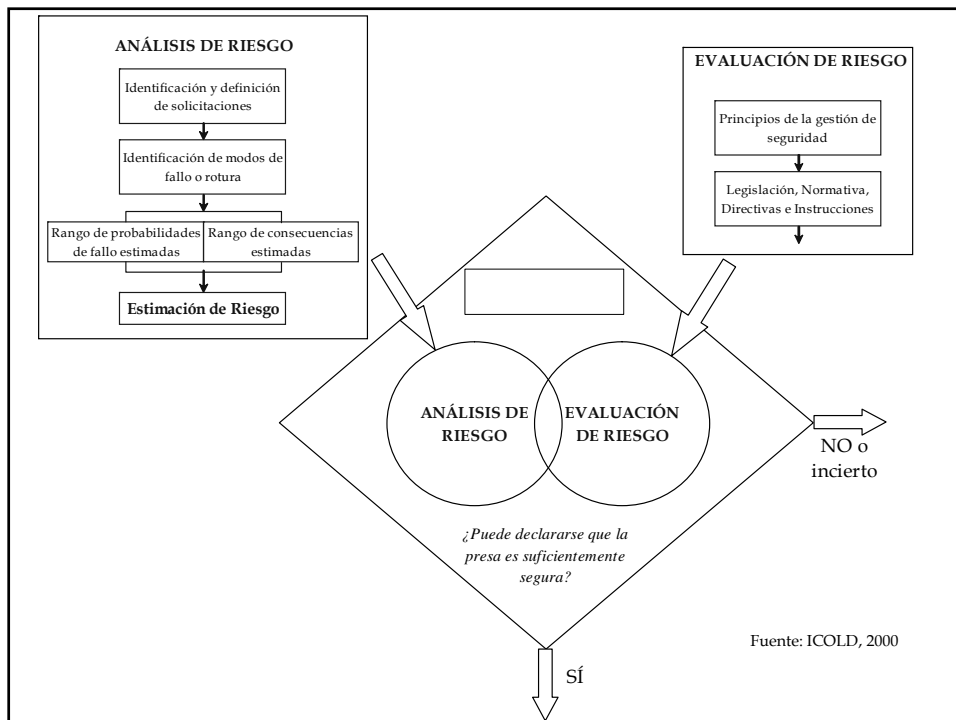 ANÁLISIS DE RIESGO
Identificación y definición
de solicitaciones
Identificación de modos de
fallo o rotura
Rango de probabilidades
de fallo estimadas
Rango de consecuencias
estimadas
Estimación de Riesgo
EVALUACIÓN DE RIESGO
Principios de la gestión de
seguridad
Legislación, Normativa,
Directivas e Instrucciones
ANÁLISIS DE
RIESGO
EVALUACIÓN
DE RIESGO
NO o
incierto
¿Puede declararse que la
presa es suficientemente
segura?
Fuente: ICOLD, 2000
SÍ